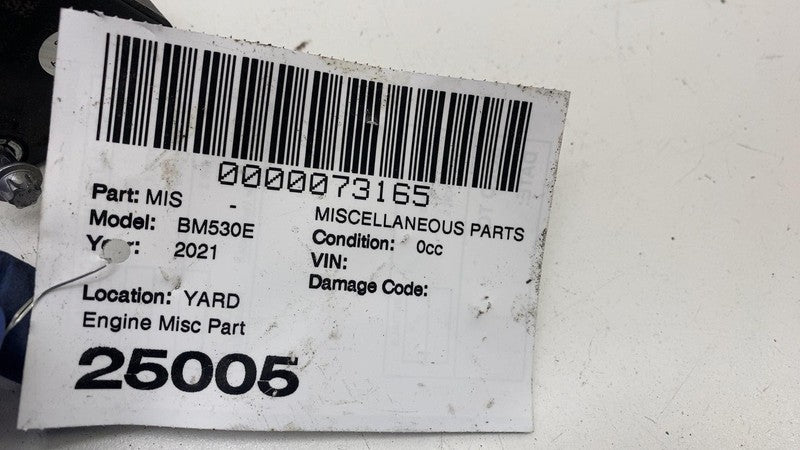 0000073165
Part: MIS -
MISCELLANEOUS PARTS
Model: BM530E
Condition: 0cc
Year: 2021
VIN:
Damage Code:
Location: YARD
Engine Misc Part
25005